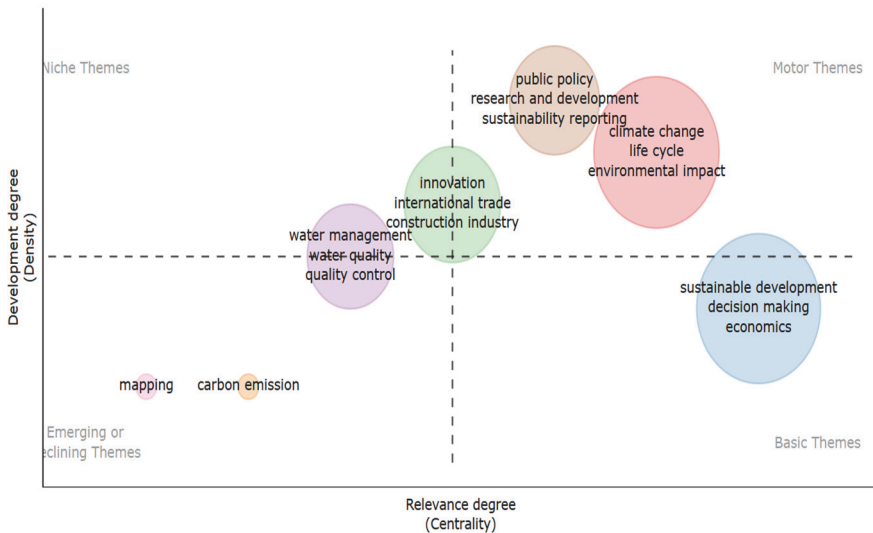 Niche Themes
Motor Themes
public policy
research and development
sustainability reporting
climate change
life cycle
environmental impact
innovation
international trade
construction industry
water management
water quality
quality control
sustainable development
decision making
economics
mapping
carbon emission
Emerging or
eclining Themes
Basic Themes
Development degree
(Density)
Relevance degree
(Centrality)